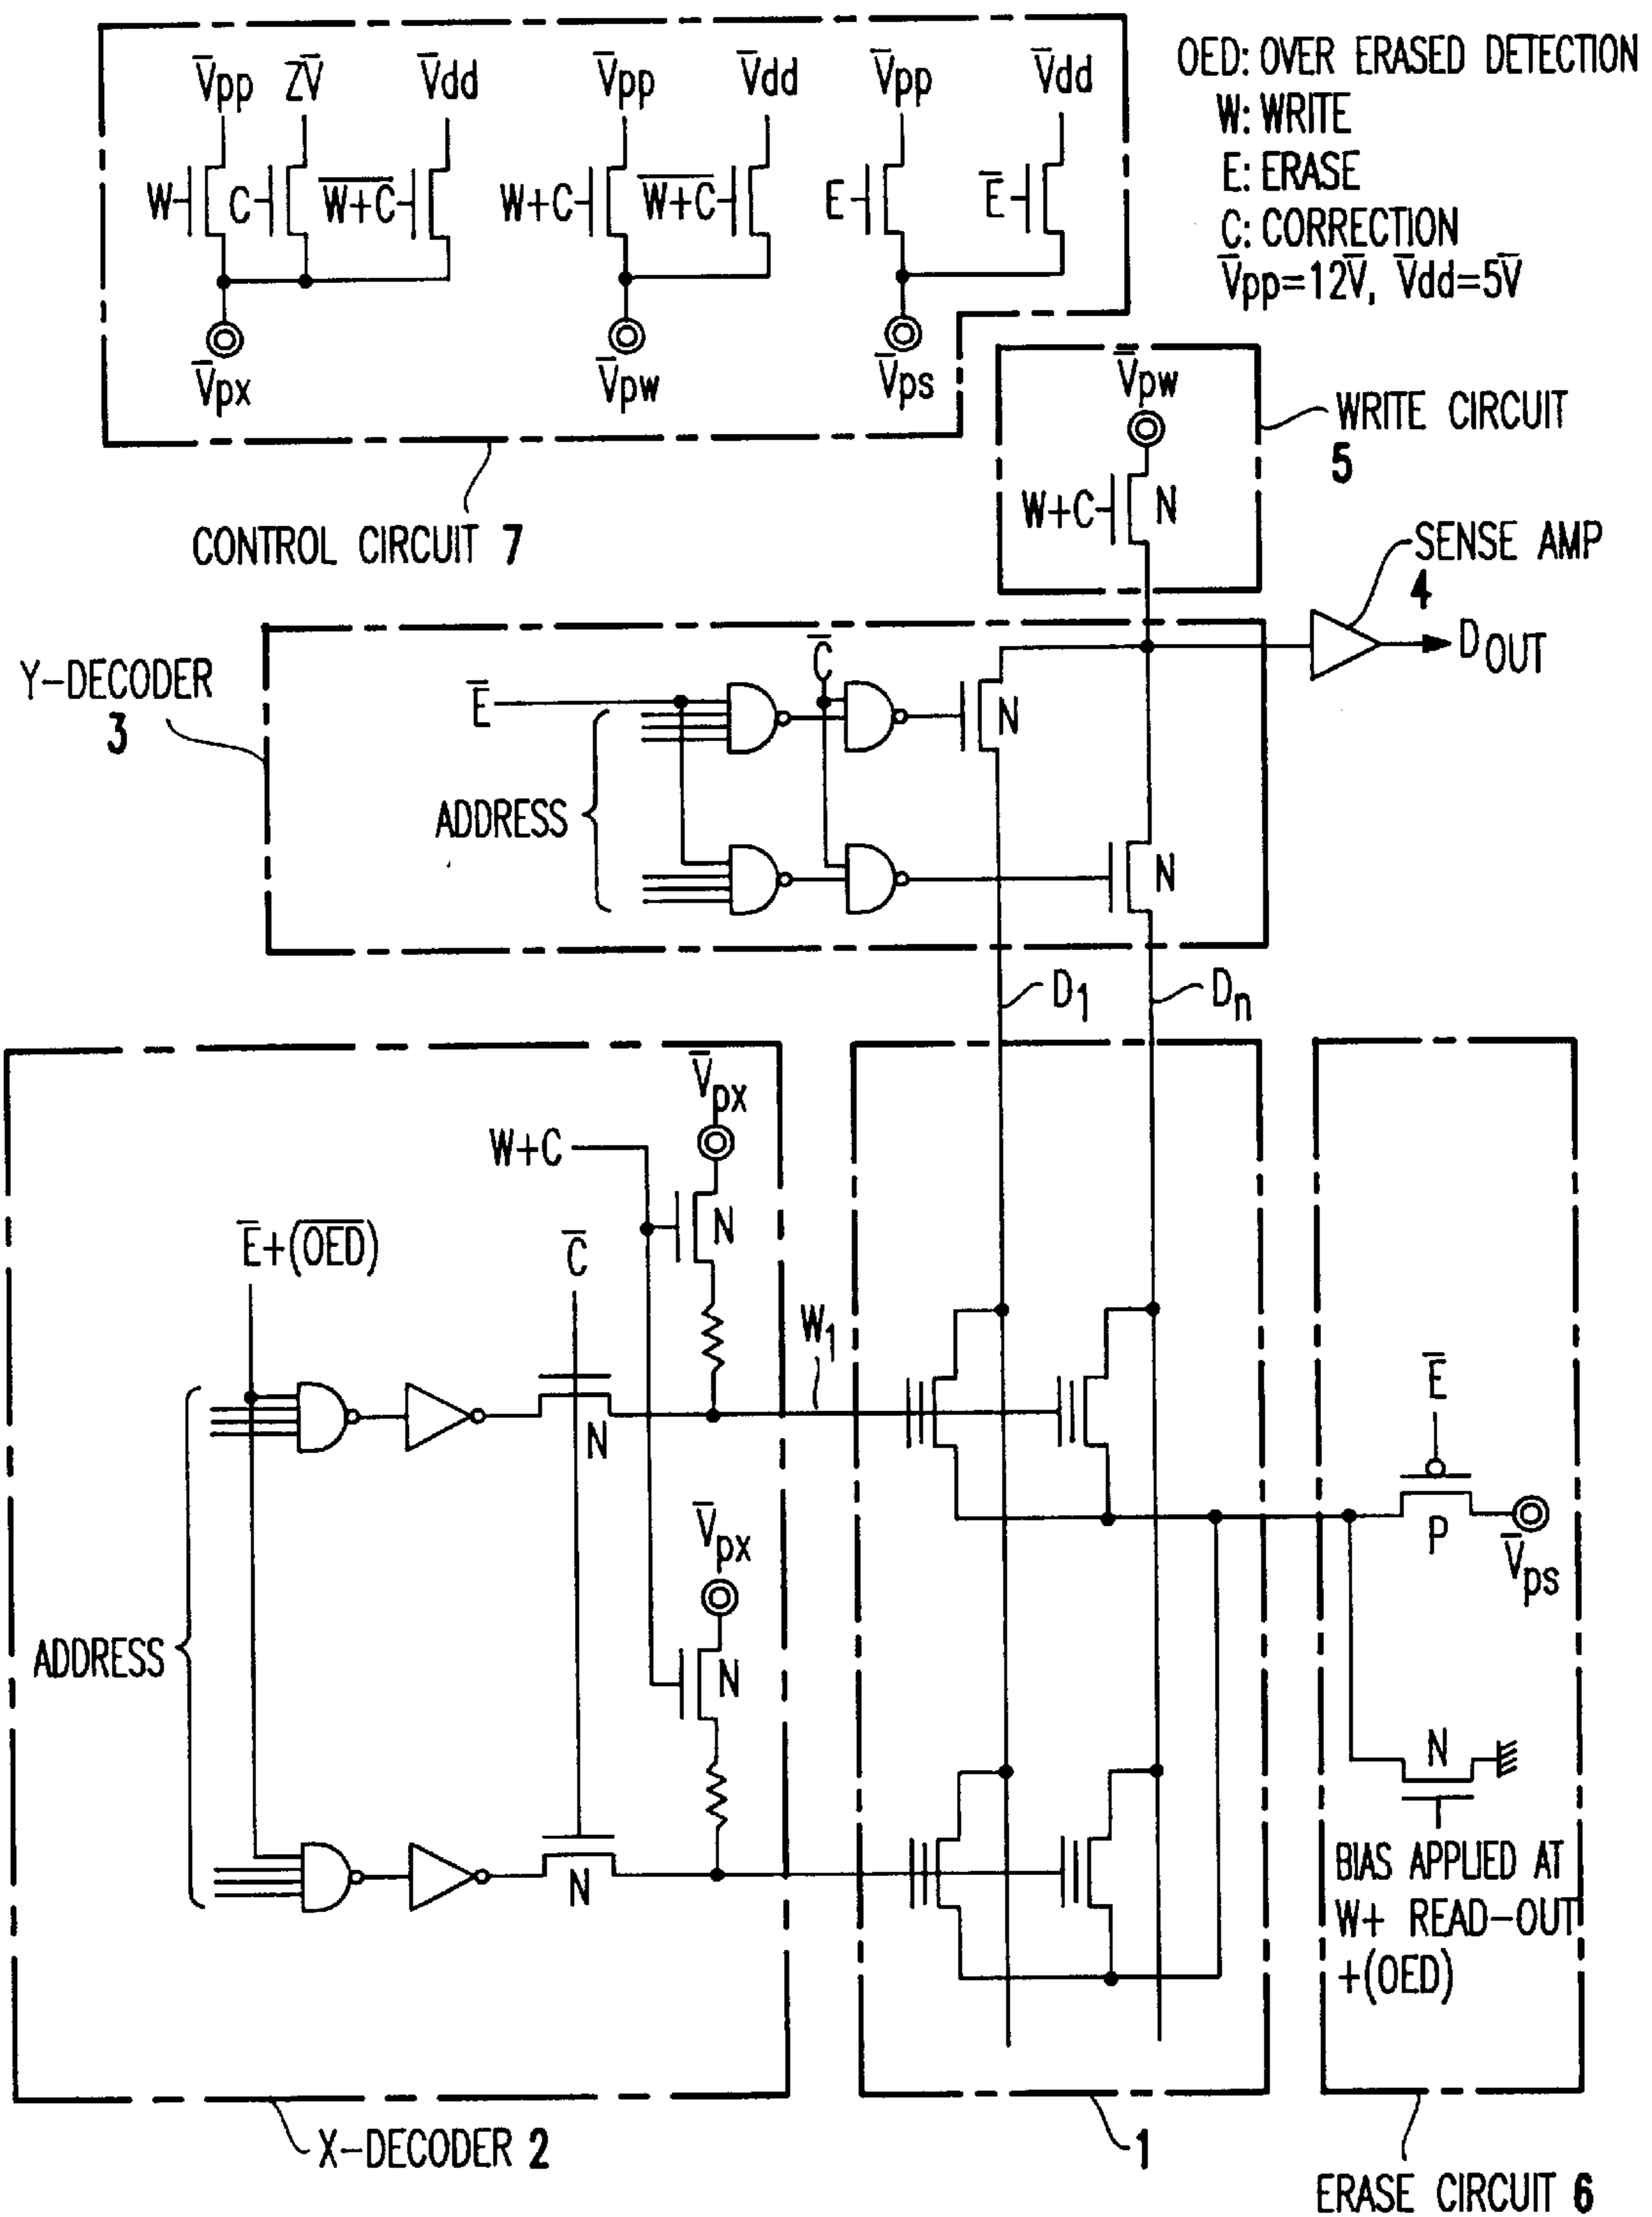 V̅pp ZV̅ V̅dd V̅pp V̅dd V̅pp V̅dd
W C W̅+̅C̅ W+C W̅+̅C̅ E E̅
V̅px V̅pw V̅ps
CONTROL CIRCUIT 7
OED: OVER ERASED DETECTION
W: WRITE
E: ERASE
C: CORRECTION
V̅pp=12V̅, V̅dd=5V̅
V̅pw
W+C N
WRITE CIRCUIT
5
SENSE AMP
4
DOUT
Y-DECODER
3
E̅
C̅
N
ADDRESS
N
D1 Dn
V̅px
W+C
N
E̅+(O̅E̅D̅)
C̅
N
W1
V̅px
N
ADDRESS
N
X-DECODER 2
1
E̅
P
V̅ps
N
BIAS APPLIED AT
W+ READ-OUT
+(OED)
ERASE CIRCUIT 6